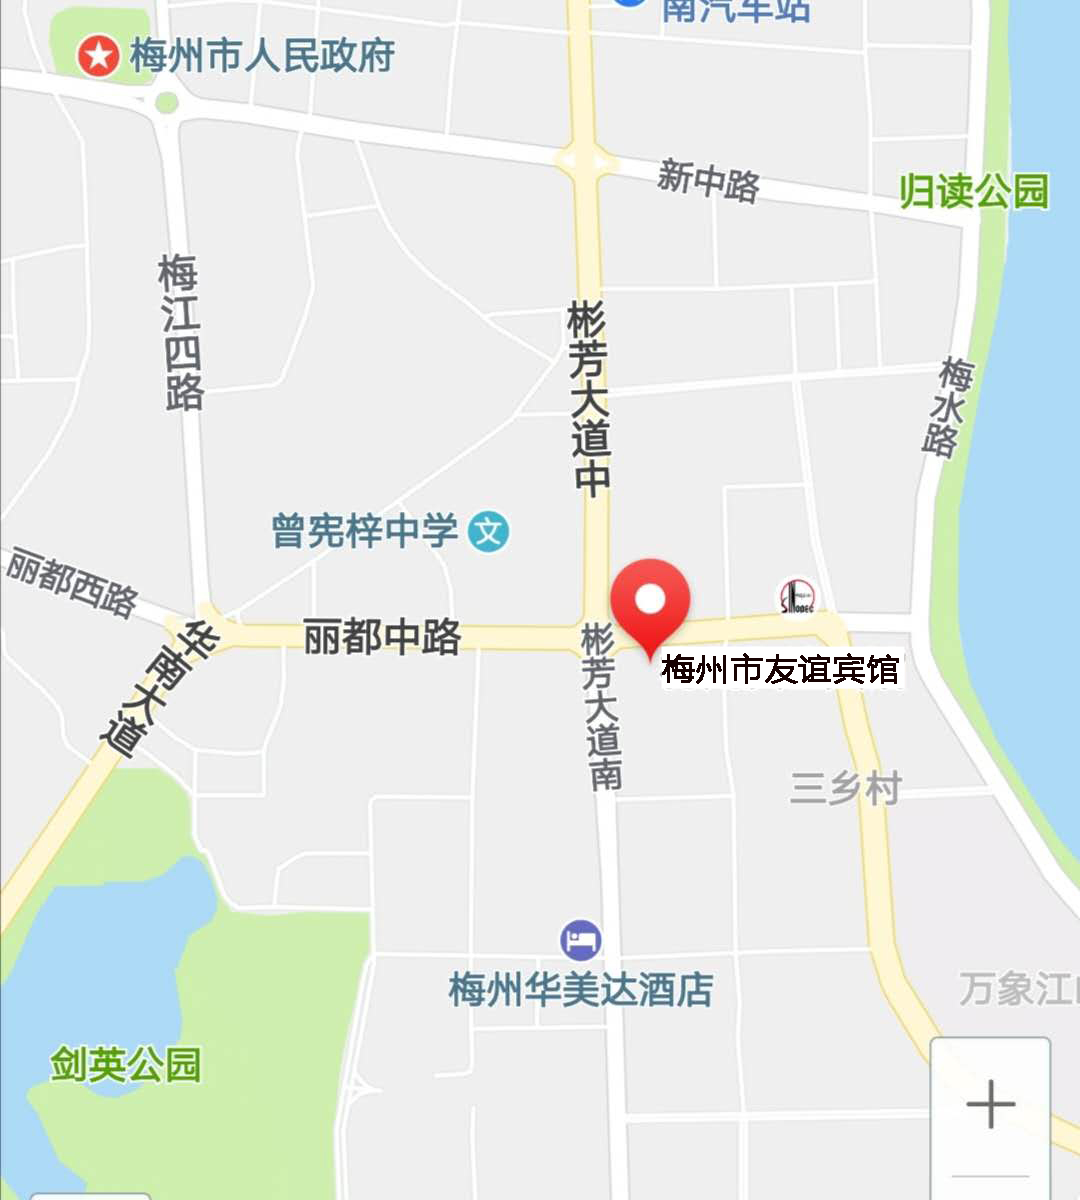 南汽车站
梅州市人民政府
新中路
归读公园
梅江四路
彬芳大道中
梅水路
曾宪梓中学
文
丽都西路
华南大道
丽都中路
彬芳大道南
梅州市友谊宾馆
三乡村
梅州华美达酒店
万象江
剑英公园